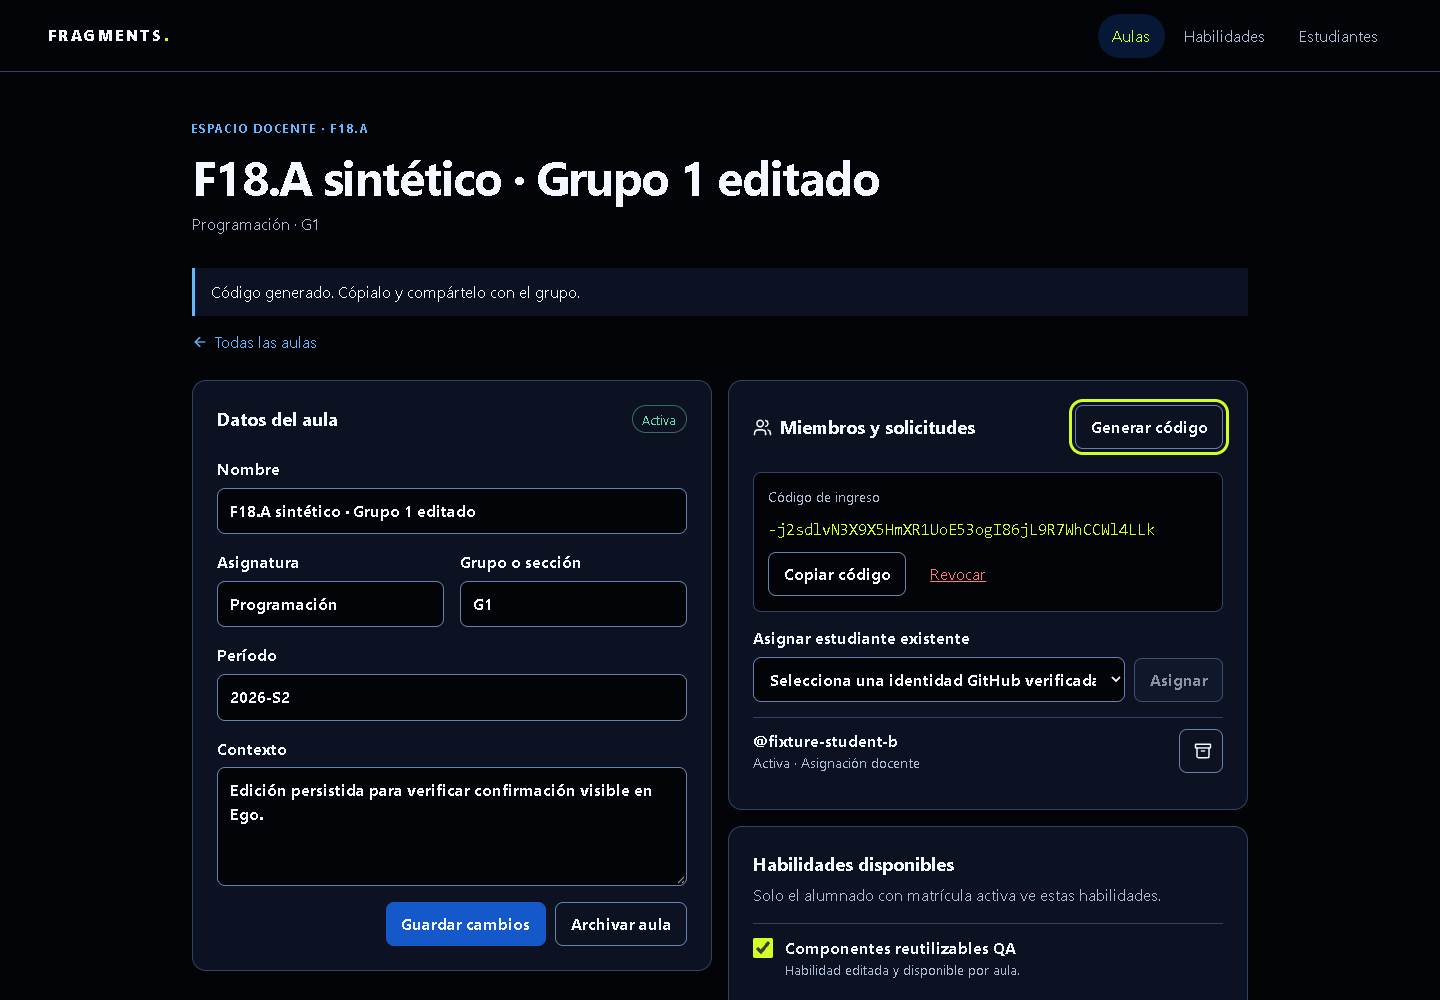 FRAGMENTS.
Aulas
Habilidades
Estudiantes
ESPACIO DOCENTE · F18.A
F18.A sintético · Grupo 1 editado
Programación · G1
Código generado. Cópialo y compártelo con el grupo.
← Todas las aulas
Datos del aula
Activa
Nombre
F18.A sintético · Grupo 1 editado
Asignatura
Grupo o sección
Programación
G1
Período
2026-S2
Contexto
Edición persistida para verificar confirmación visible en
Ego.
Guardar cambios
Archivar aula
Miembros y solicitudes
Generar código
Código de ingreso
-j2sdlvN3X9X5HmXR1UoE53ogI86jL9R7WhCCWl4LLk
Copiar código
Revocar
Asignar estudiante existente
Selecciona una identidad GitHub verificada
Asignar
@fixture-student-b
Activa · Asignación docente
Habilidades disponibles
Solo el alumnado con matrícula activa ve estas habilidades.
Componentes reutilizables QA
Habilidad editada y disponible por aula.